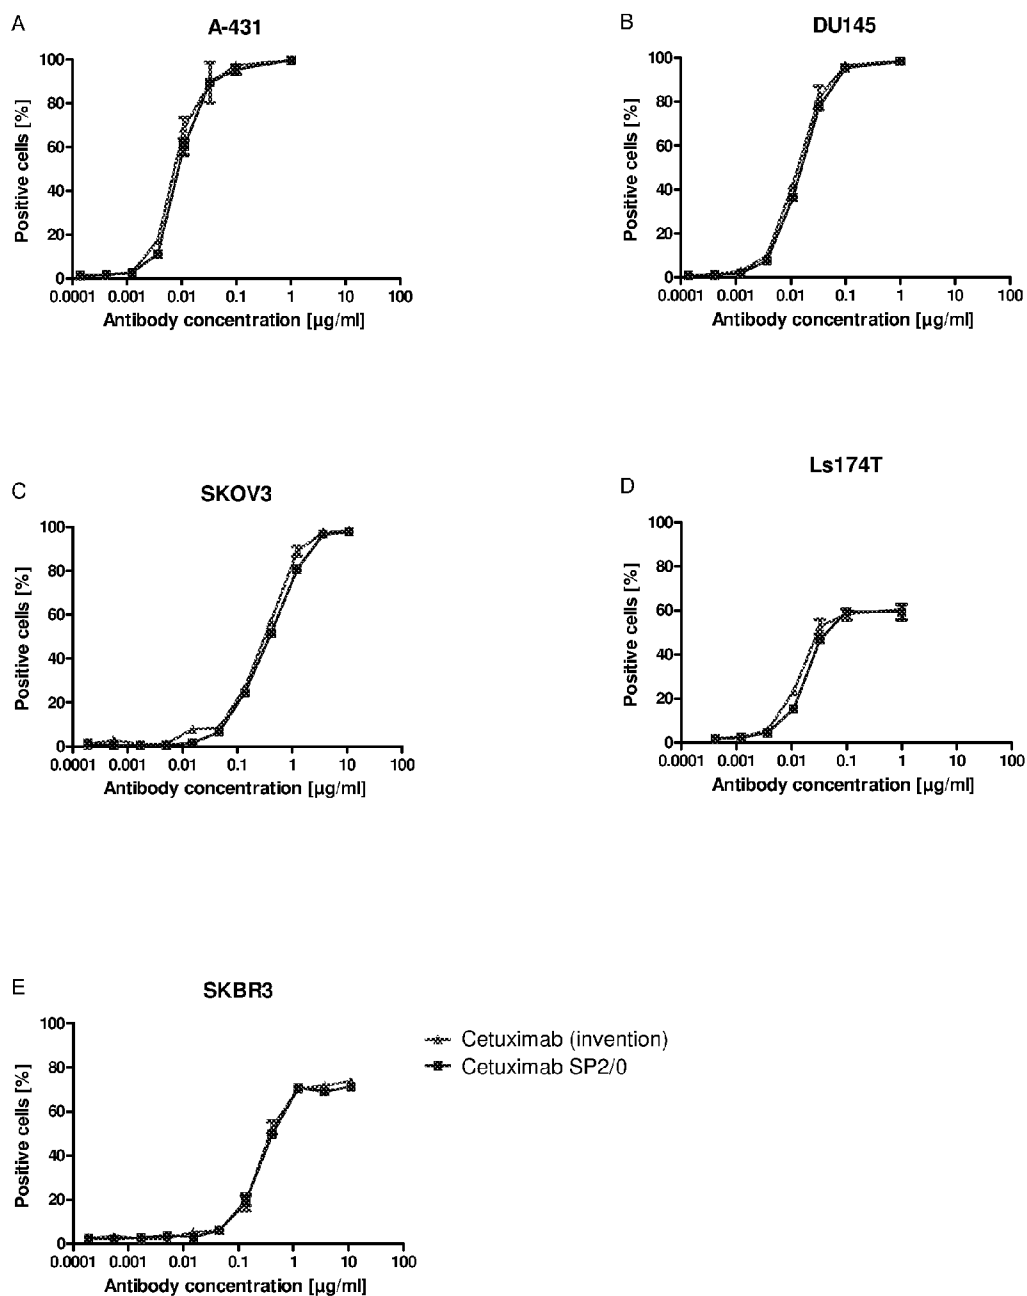 A
A-431
100
80
60
40
20
0
Positive cells [%]
0.0001 0.001 0.01 0.1 1 10 100
Antibody concentration [µg/ml]
B
DU145
100
80
60
40
20
0
Positive cells [%]
0.0001 0.001 0.01 0.1 1 10 100
Antibody concentration [µg/ml]
C
SKOV3
100
80
60
40
20
0
Positive cells [%]
0.0001 0.001 0.01 0.1 1 10 100
Antibody concentration [µg/ml]
D
Ls174T
100
80
60
40
20
0
Positive cells [%]
0.0001 0.001 0.01 0.1 1 10 100
Antibody concentration [µg/ml]
E
SKBR3
100
80
60
40
20
0
Positive cells [%]
0.0001 0.001 0.01 0.1 1 10 100
Antibody concentration [µg/ml]
Cetuximab (invention)
Cetuximab SP2/0